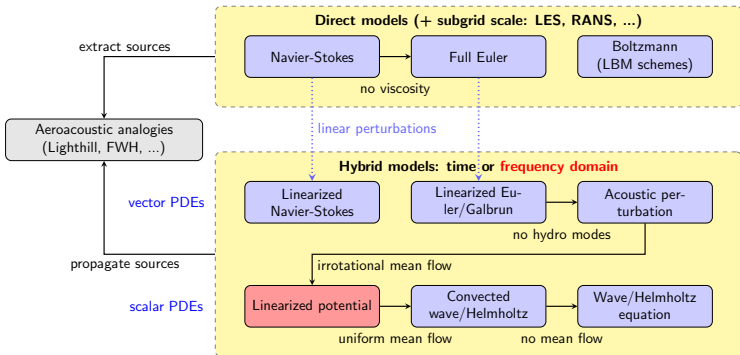 Direct models (+ subgrid scale: LES, RANS, ...)
extract sources
Navier-Stokes
Full Euler
Boltzmann
(LBM schemes)
no viscosity
Aeroacoustic analogies
(Lighthill, FWH, ...)
linear perturbations
Hybrid models: time or frequency domain
vector PDEs
Linearized
Navier-Stokes
Linearized Eu-
ler/Galbrun
Acoustic per-
turbation
no hydro modes
propagate sources
irrotational mean flow
scalar PDEs
Linearized potential
Convected
wave/Helmholtz
Wave/Helmholtz
equation
uniform mean flow
no mean flow